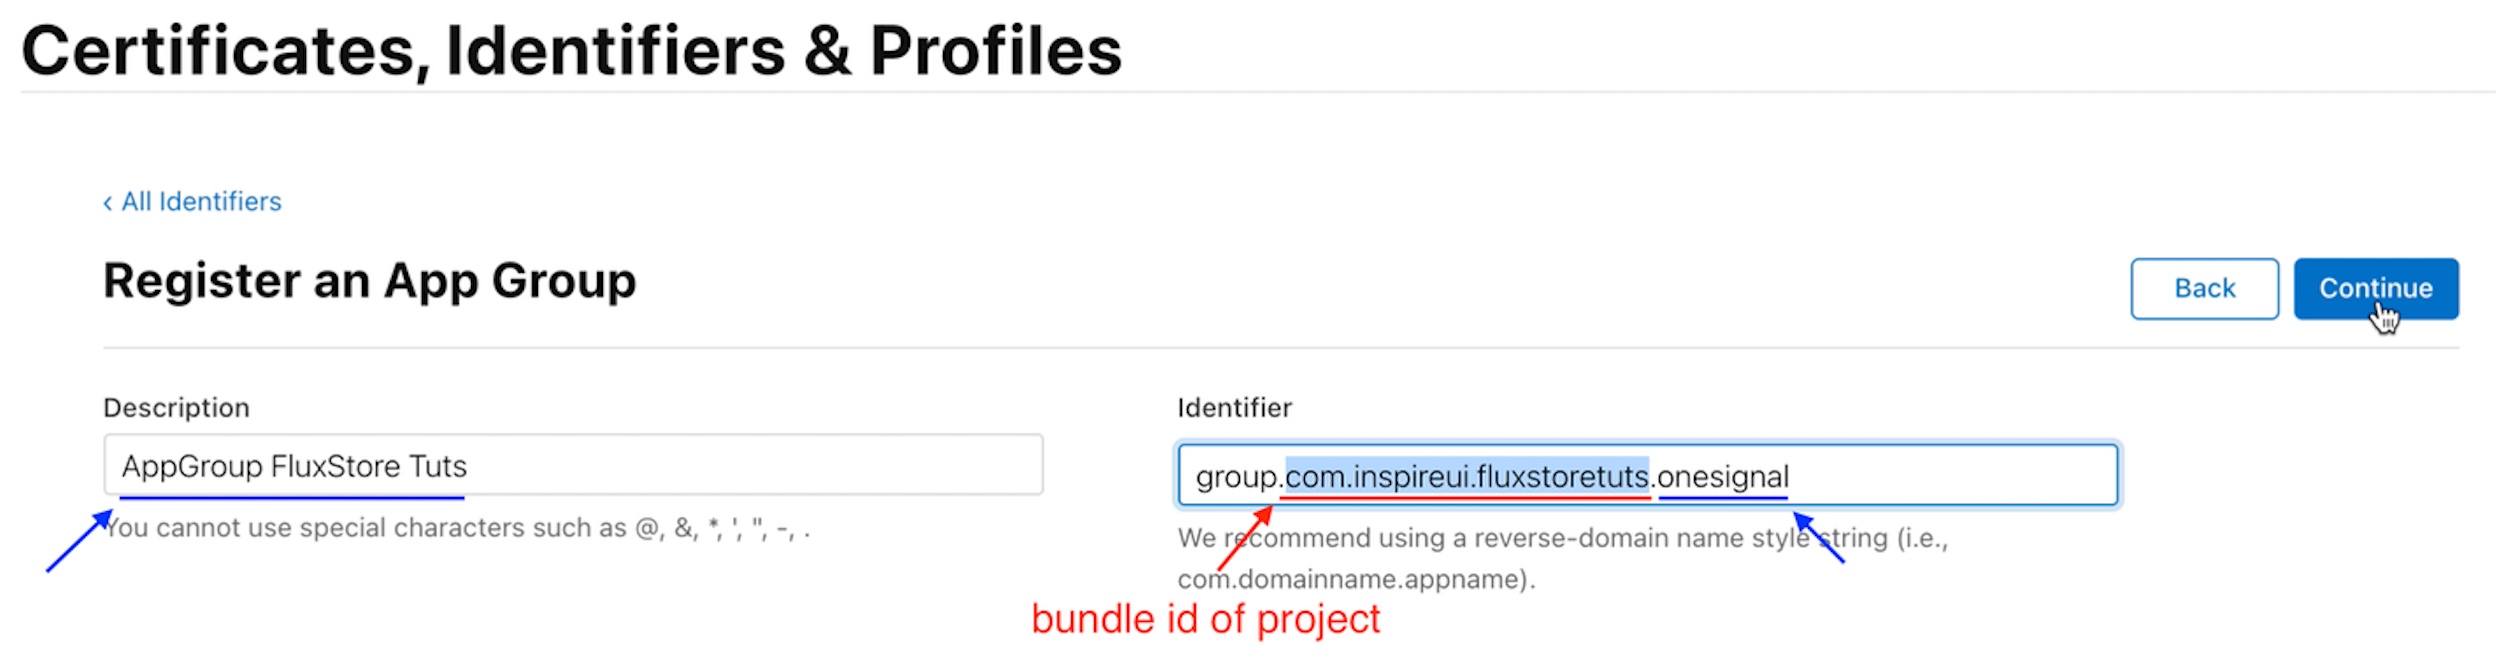 Certificates, Identifiers & Profiles
‹ All Identifiers
Register an App Group
Back
Continue
Description
Identifier
AppGroup FluxStore Tuts
group.com.inspireui.fluxstoretuts.onesignal
You cannot use special characters such as @, &, *, ', ", -, .
We recommend using a reverse-domain name style string (i.e.,
com.domainname.appname).
bundle id of project